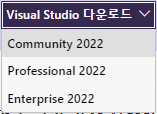 Visual Studio 다운로드
Community 2022
Professional 2022
Enterprise 2022